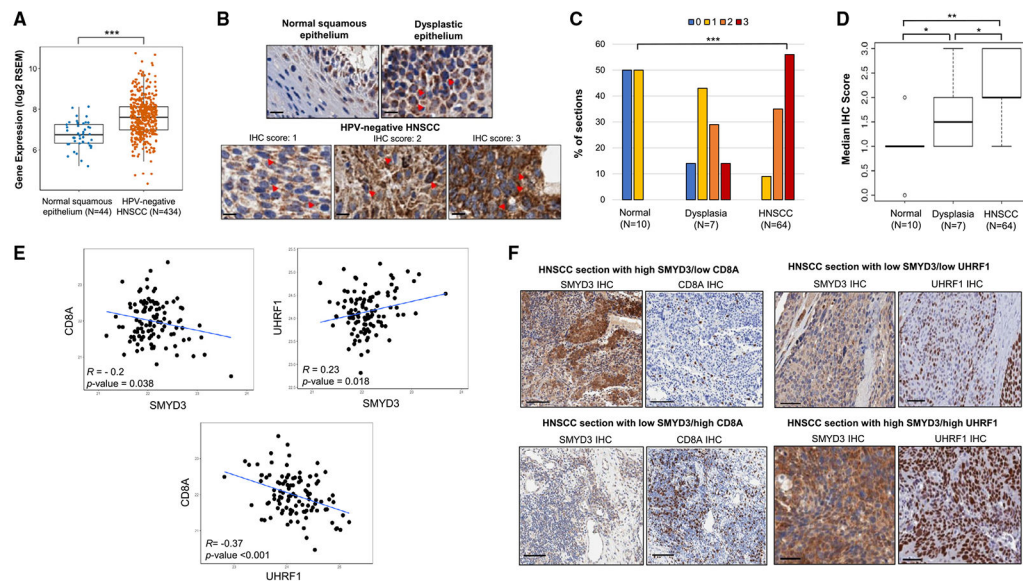 A
***
Gene Expression (log2 RSEM)
10
8
6
Normal squamous
epithelium (N=44)
HPV-negative
HNSCC (N=434)
B
Normal squamous
epithelium
Dysplastic
epithelium
HPV-negative HNSCC
IHC score: 1
IHC score: 2
IHC score: 3
C
0
1
2
3
***
% of sections
60
50
40
30
20
10
0
Normal
(N=10)
Dysplasia
(N=7)
HNSCC
(N=64)
D
**
*
*
Median IHC Score
3.0
2.5
2.0
1.5
1.0
0.5
0.0
Normal
(N=10)
Dysplasia
(N=7)
HNSCC
(N=64)
E
CD8A
R = - 0.2
p-value = 0.038
SMYD3
UHRF1
R = 0.23
p-value = 0.018
SMYD3
CD8A
R= -0.37
p-value <0.001
UHRF1
F
HNSCC section with high SMYD3/low CD8A
SMYD3 IHC
CD8A IHC
HNSCC section with low SMYD3/low UHRF1
SMYD3 IHC
UHRF1 IHC
HNSCC section with low SMYD3/high CD8A
SMYD3 IHC
CD8A IHC
HNSCC section with high SMYD3/high UHRF1
SMYD3 IHC
UHRF1 IHC